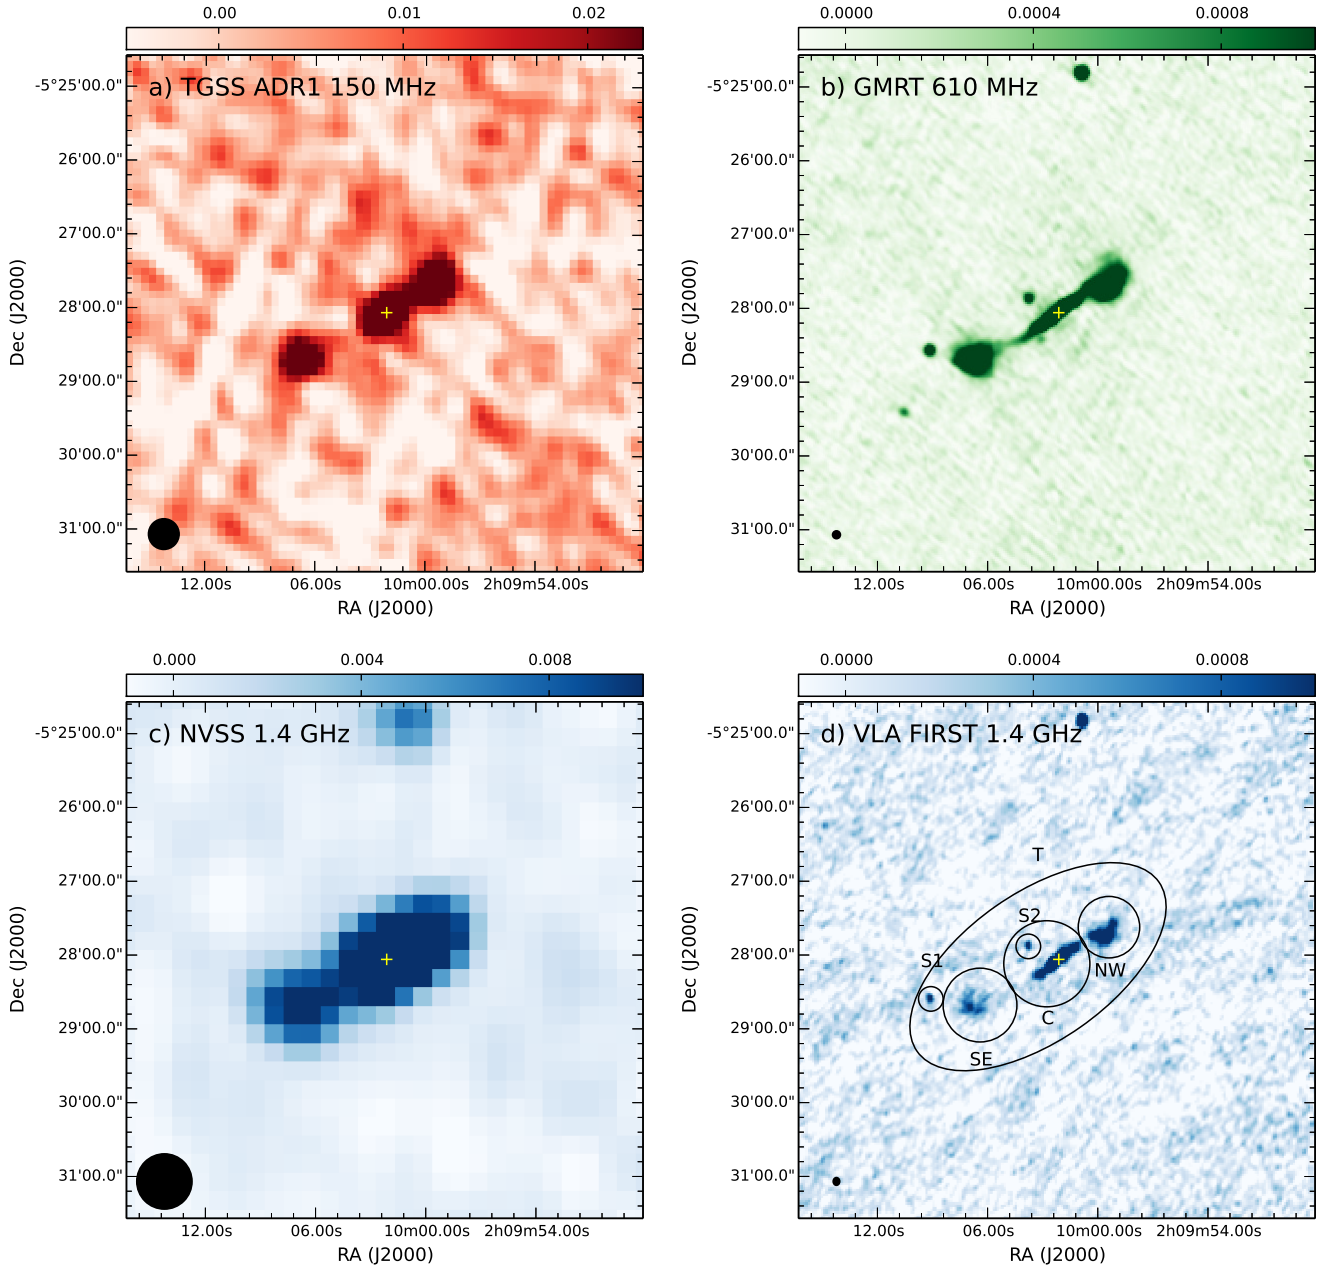 0.00 0.01 0.02
a) TGSS ADR1 150 MHz
-5°25'00.0"
26'00.0"
27'00.0"
28'00.0"
29'00.0"
30'00.0"
31'00.0"
Dec (J2000)
12.00s 06.00s 10m00.00s 2h09m54.00s
RA (J2000)
0.0000 0.0004 0.0008
b) GMRT 610 MHz
-5°25'00.0"
26'00.0"
27'00.0"
28'00.0"
29'00.0"
30'00.0"
31'00.0"
Dec (J2000)
12.00s 06.00s 10m00.00s 2h09m54.00s
RA (J2000)
0.000 0.004 0.008
c) NVSS 1.4 GHz
-5°25'00.0"
26'00.0"
27'00.0"
28'00.0"
29'00.0"
30'00.0"
31'00.0"
Dec (J2000)
12.00s 06.00s 10m00.00s 2h09m54.00s
RA (J2000)
0.0000 0.0004 0.0008
d) VLA FIRST 1.4 GHz
-5°25'00.0"
26'00.0"
27'00.0"
28'00.0"
29'00.0"
30'00.0"
31'00.0"
Dec (J2000)
T
S2
S1
NW
C
SE
12.00s 06.00s 10m00.00s 2h09m54.00s
RA (J2000)